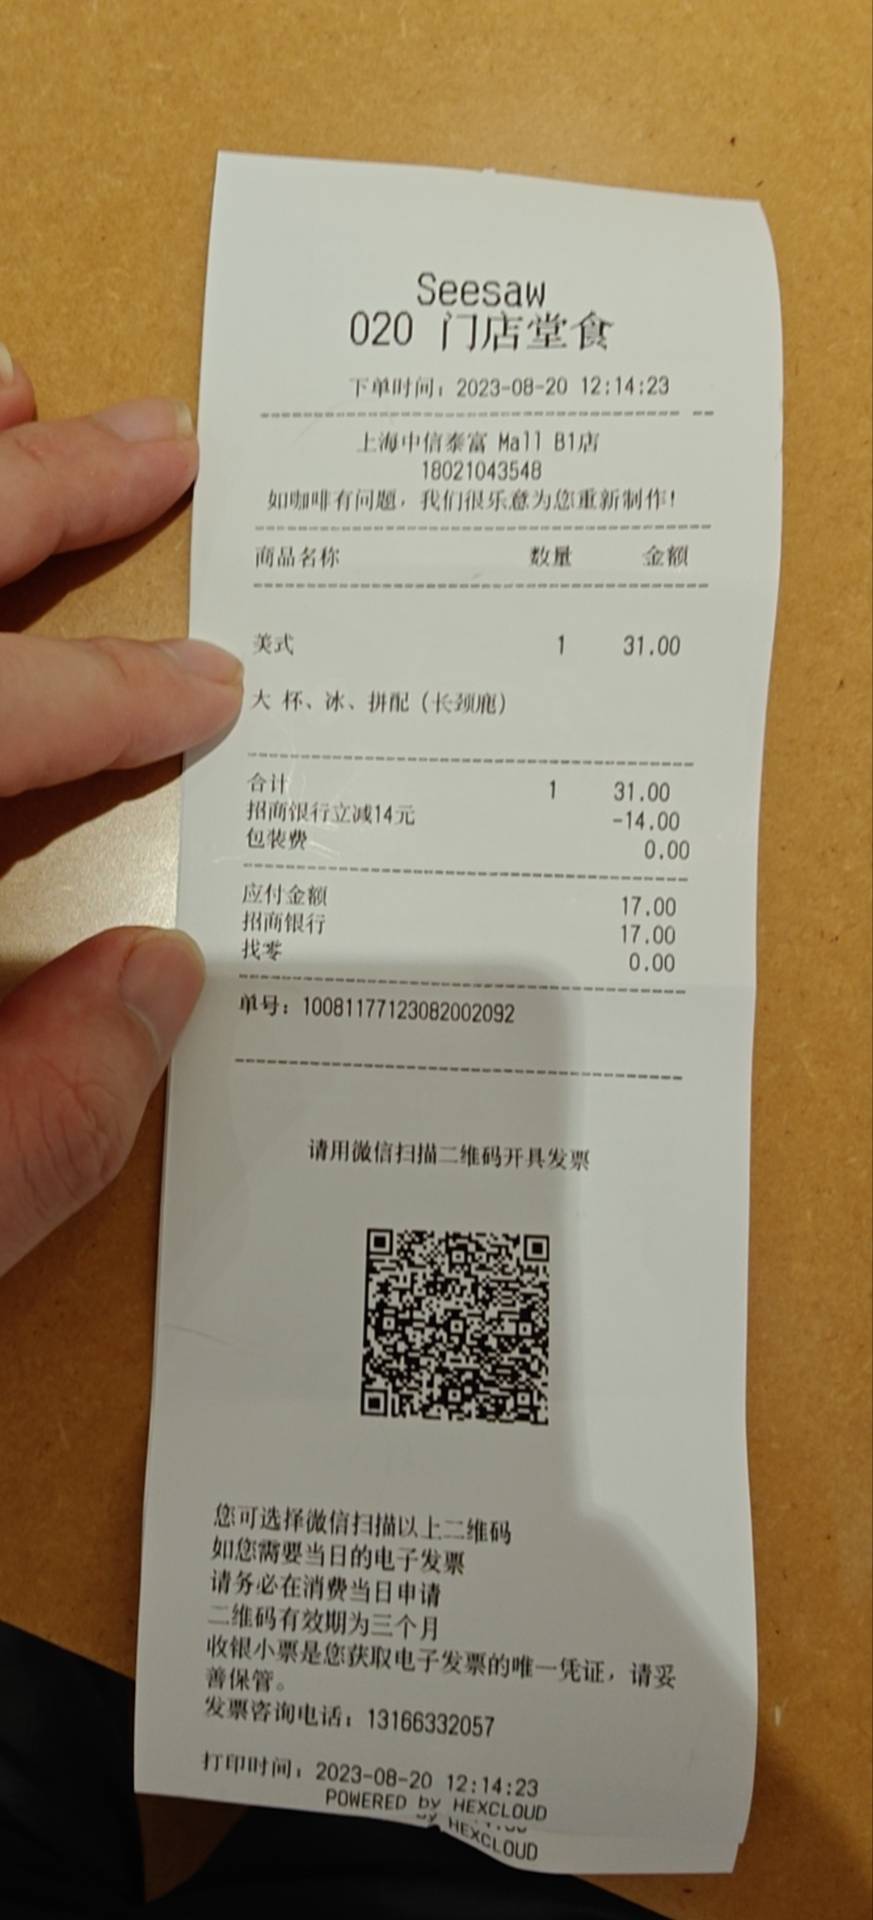 Seesaw
020 门店堂食
下单时间：2023-08-20 12:14:23
上海中信泰富 Mall B1店
18021043548
如咖啡有问题，我们很乐意为您重新制作！
商品名称 数量 金额
美式 1 31.00
大 杯、冰、拼配（长颈鹿）
合计 1 31.00
招商银行立减14元 -14.00
包装费 0.00
应付金额 17.00
招商银行 17.00
找零 0.00
单号：10081177123082002092
请用微信扫描二维码开具发票
您可选择微信扫描以上二维码
如您需要当日的电子发票
请务必在消费当日申请
二维码有效期为三个月
收银小票是您获取电子发票的唯一凭证，请妥
善保管。
发票咨询电话：13166332057
打印时间：2023-08-20 12:14:23
POWERED by HEXCLOUD
by HEXCLOUD